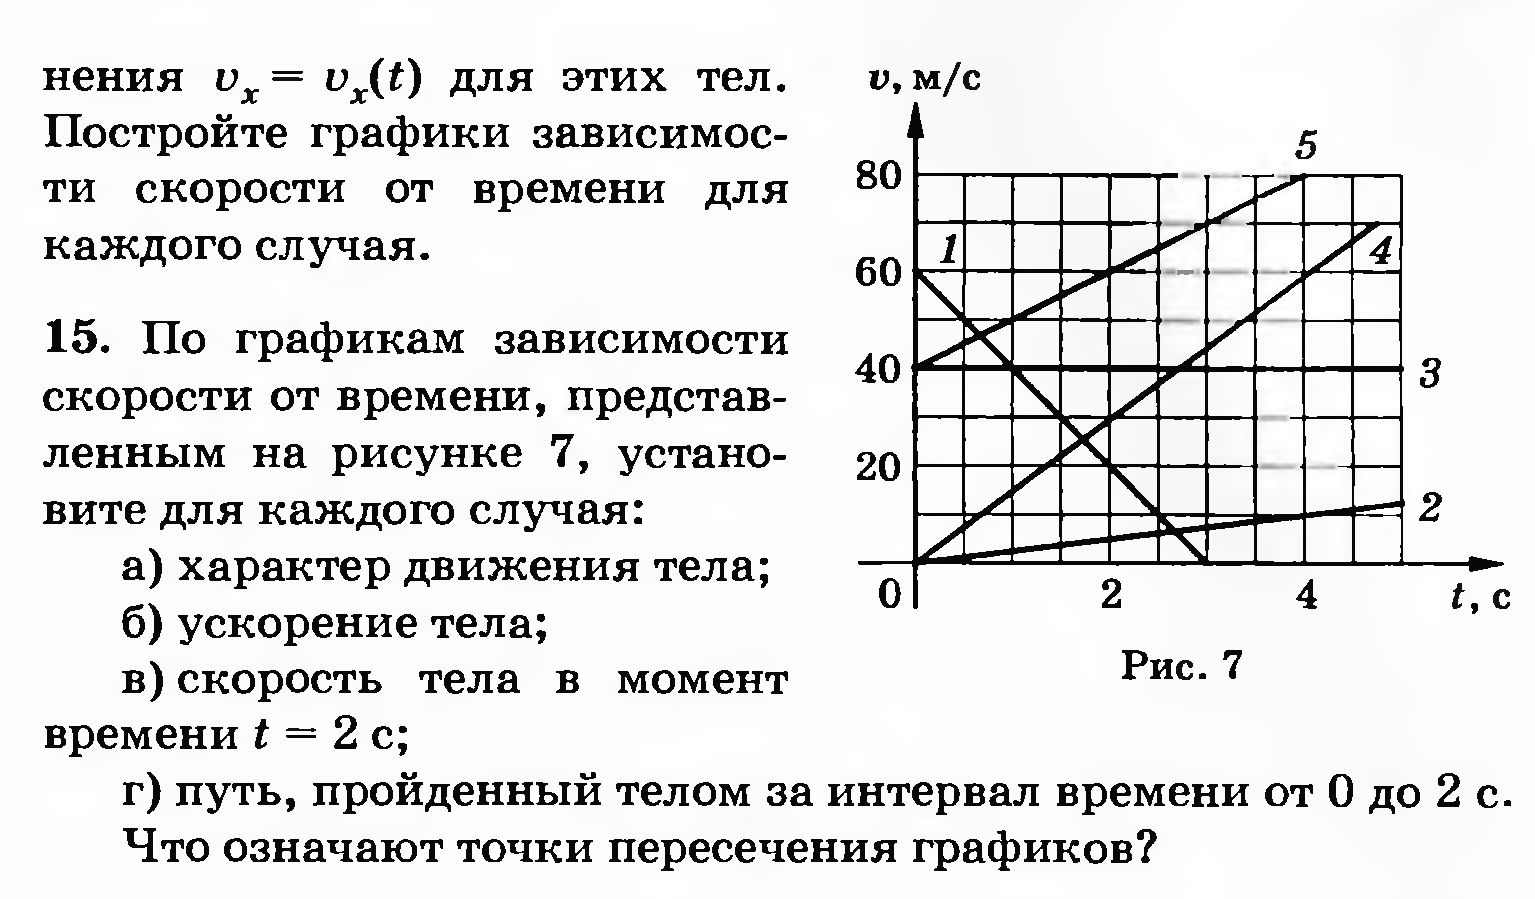 нения vₓ = vₓ(t) для этих тел.
Постройте графики зависимос-
ти скорости от времени для
каждого случая.
15. По графикам зависимости
скорости от времени, представ-
ленным на рисунке 7, устано-
вите для каждого случая:
а) характер движения тела;
б) ускорение тела;
в) скорость тела в момент
времени t = 2 с;
г) путь, пройденный телом за интервал времени от 0 до 2 с.
Что означают точки пересечения графиков?
v, м/с
5
80
1
4
60
40
3
20
2
0
2
4
t, с
Рис. 7